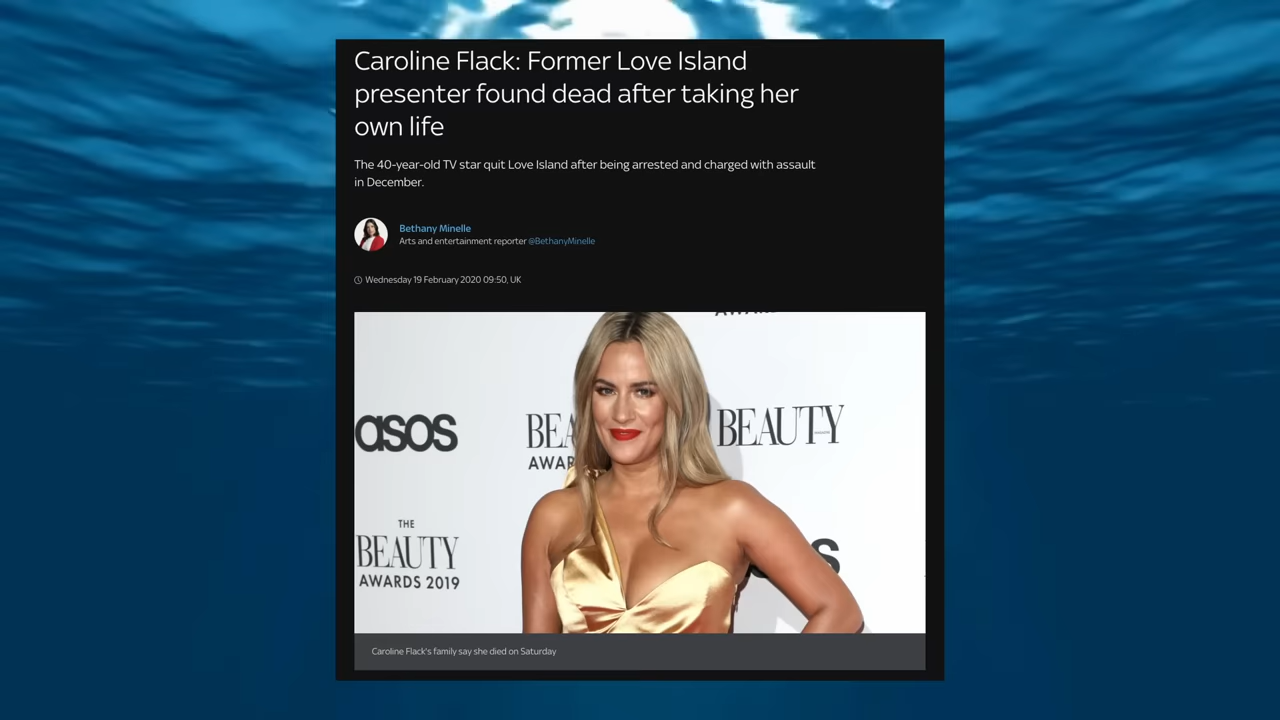 Caroline Flack: Former Love Island
presenter found dead after taking her
own life
The 40-year-old TV star quit Love Island after being arrested and charged with assault
in December.
Bethany Minelle
Arts and entertainment reporter @BethanyMinelle
Wednesday 19 February 2020 09:50, UK
asos
BEA
AWAR
BEAUTY
THE
BEAUTY
AWARDS 2019
S
Caroline Flack's family say she died on Saturday